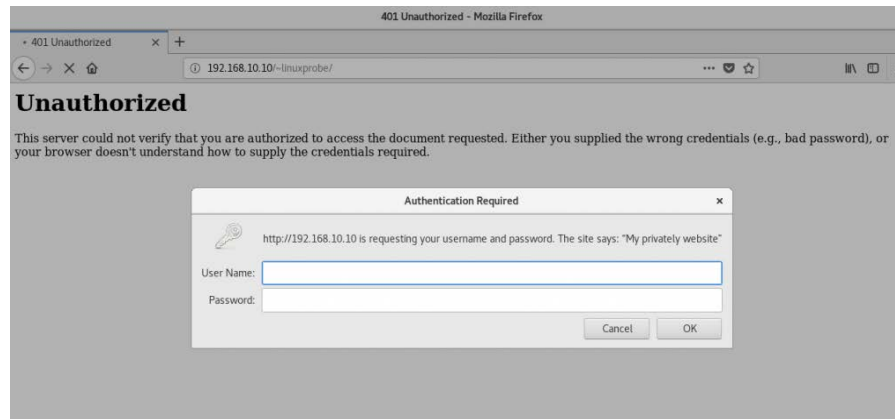 401 Unauthorized - Mozilla Firefox
401 Unauthorized × +
192.168.10.10/~linuxprobe/
Unauthorized
This server could not verify that you are authorized to access the document requested. Either you supplied the wrong credentials (e.g., bad password), or
your browser doesn't understand how to supply the credentials required.
Authentication Required ×
http://192.168.10.10 is requesting your username and password. The site says: "My privately website"
User Name:
Password:
Cancel OK